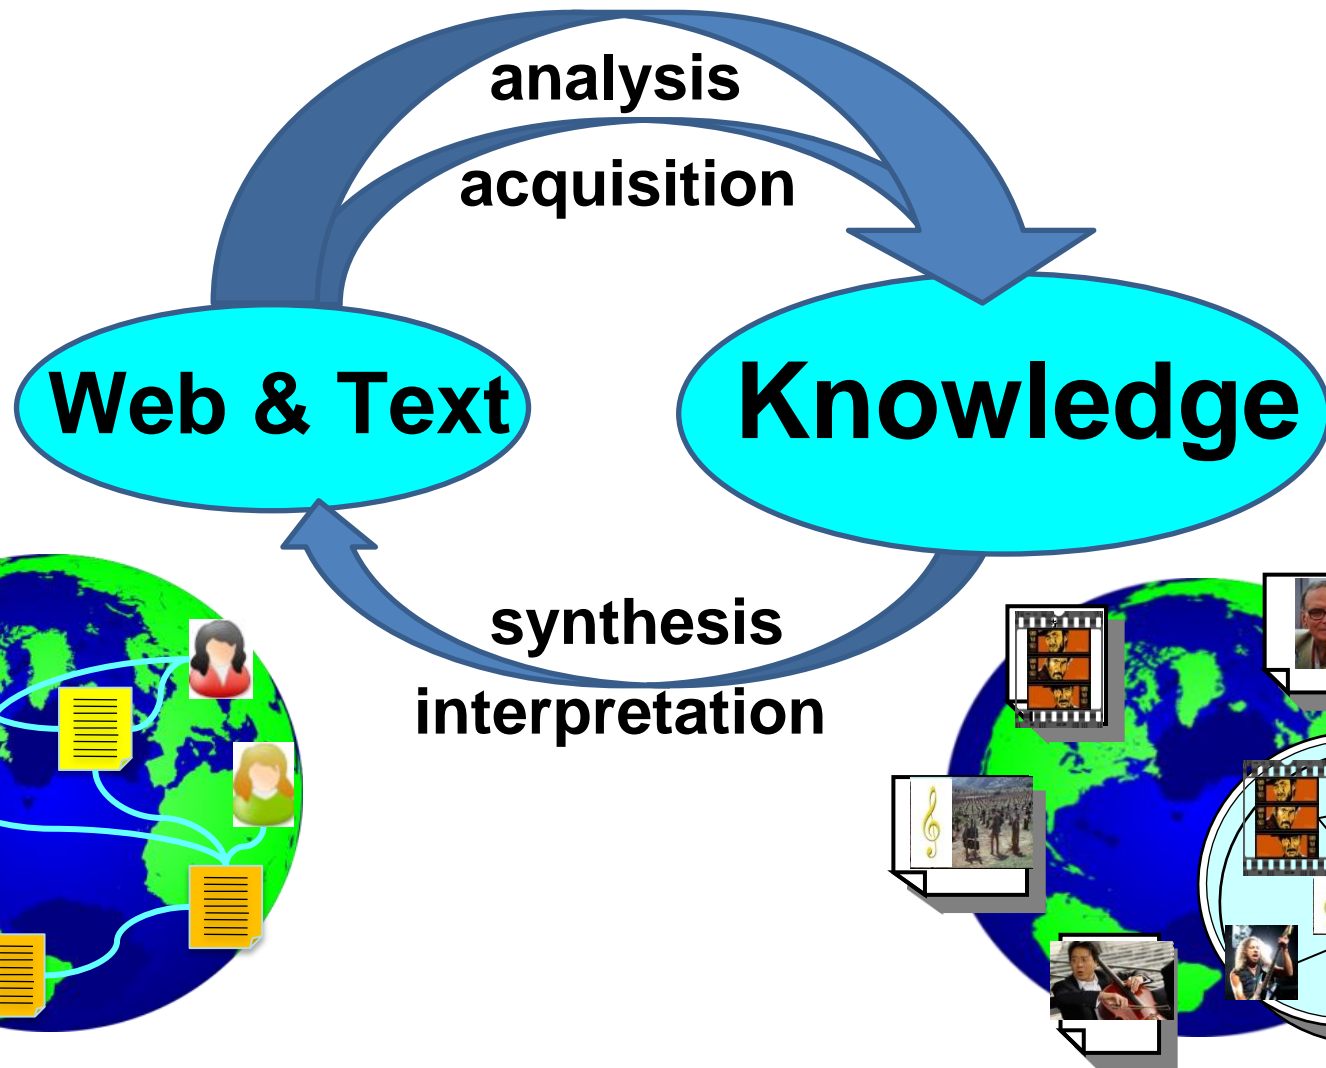 analysis
acquisition
Web & Text
Knowledge
synthesis
interpretation